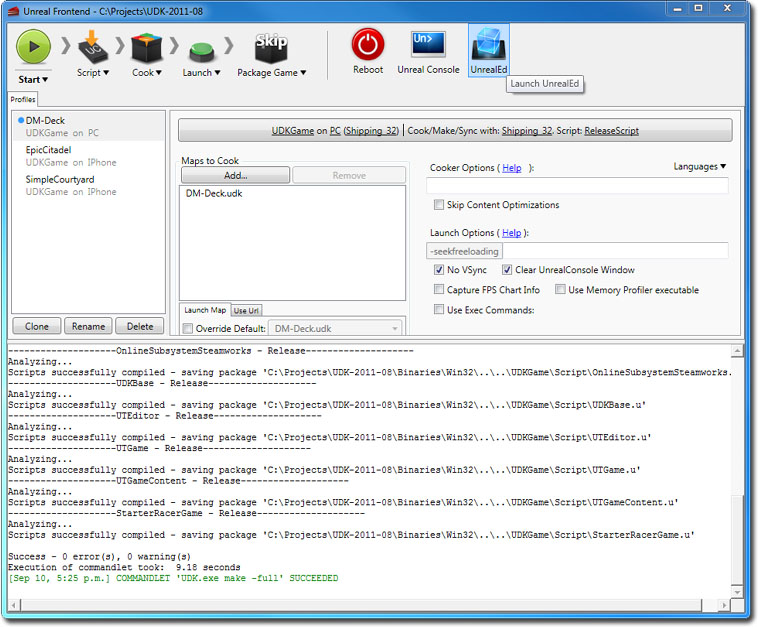 Unreal Frontend - C:\Projects\UDK-2011-08
Start
UC
Script
Cook
Launch
Skip
Package Game
Reboot
Un>
Unreal Console
UnrealEd
Launch UnrealEd
Profiles
DM-Deck
UDKGame on PC
EpicCitadel
UDKGame on IPhone
SimpleCourtyard
UDKGame on IPhone
Clone
Rename
Delete
UDKGame on PC (Shipping_32) | Cook/Make/Sync with: Shipping_32. Script: ReleaseScript
Maps to Cook
Add...
Remove
DM-Deck.udk
Launch Map
Use Url
Override Default:
DM-Deck.udk
Cooker Options ( Help ):
Languages
Skip Content Optimizations
Launch Options ( Help ):
-seekfreeloading
No VSync
Clear UnrealConsole Window
Capture FPS Chart Info
Use Memory Profiler executable
Use Exec Commands:
--------------------OnlineSubsystemSteamworks - Release--------------------
Analyzing...
Scripts successfully compiled - saving package 'C:\Projects\UDK-2011-08\Binaries\Win32\..\..\UDKGame\Script\OnlineSubsystemSteamworks.
--------------------UDKBase - Release--------------------
Analyzing...
Scripts successfully compiled - saving package 'C:\Projects\UDK-2011-08\Binaries\Win32\..\..\UDKGame\Script\UDKBase.u'
--------------------UTEditor - Release--------------------
Analyzing...
Scripts successfully compiled - saving package 'C:\Projects\UDK-2011-08\Binaries\Win32\..\..\UDKGame\Script\UTEditor.u'
--------------------UTGame - Release--------------------
Analyzing...
Scripts successfully compiled - saving package 'C:\Projects\UDK-2011-08\Binaries\Win32\..\..\UDKGame\Script\UTGame.u'
--------------------UTGameContent - Release--------------------
Analyzing...
Scripts successfully compiled - saving package 'C:\Projects\UDK-2011-08\Binaries\Win32\..\..\UDKGame\Script\UTGameContent.u'
--------------------StarterRacerGame - Release--------------------
Analyzing...
Scripts successfully compiled - saving package 'C:\Projects\UDK-2011-08\Binaries\Win32\..\..\UDKGame\Script\StarterRacerGame.u'
Success - 0 error(s), 0 warning(s)
Execution of commandlet took:  9.18 seconds
[Sep 10, 5:25 p.m.] COMMANDLET 'UDK.exe make -full' SUCCEEDED